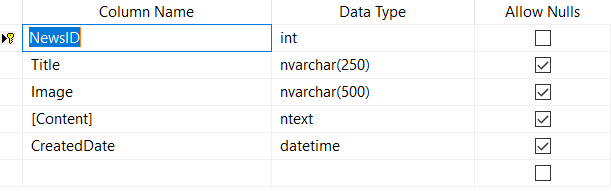 Column Name Data Type Allow Nulls
NewsID int
Title nvarchar(250)
Image nvarchar(500)
[Content] ntext
CreatedDate datetime